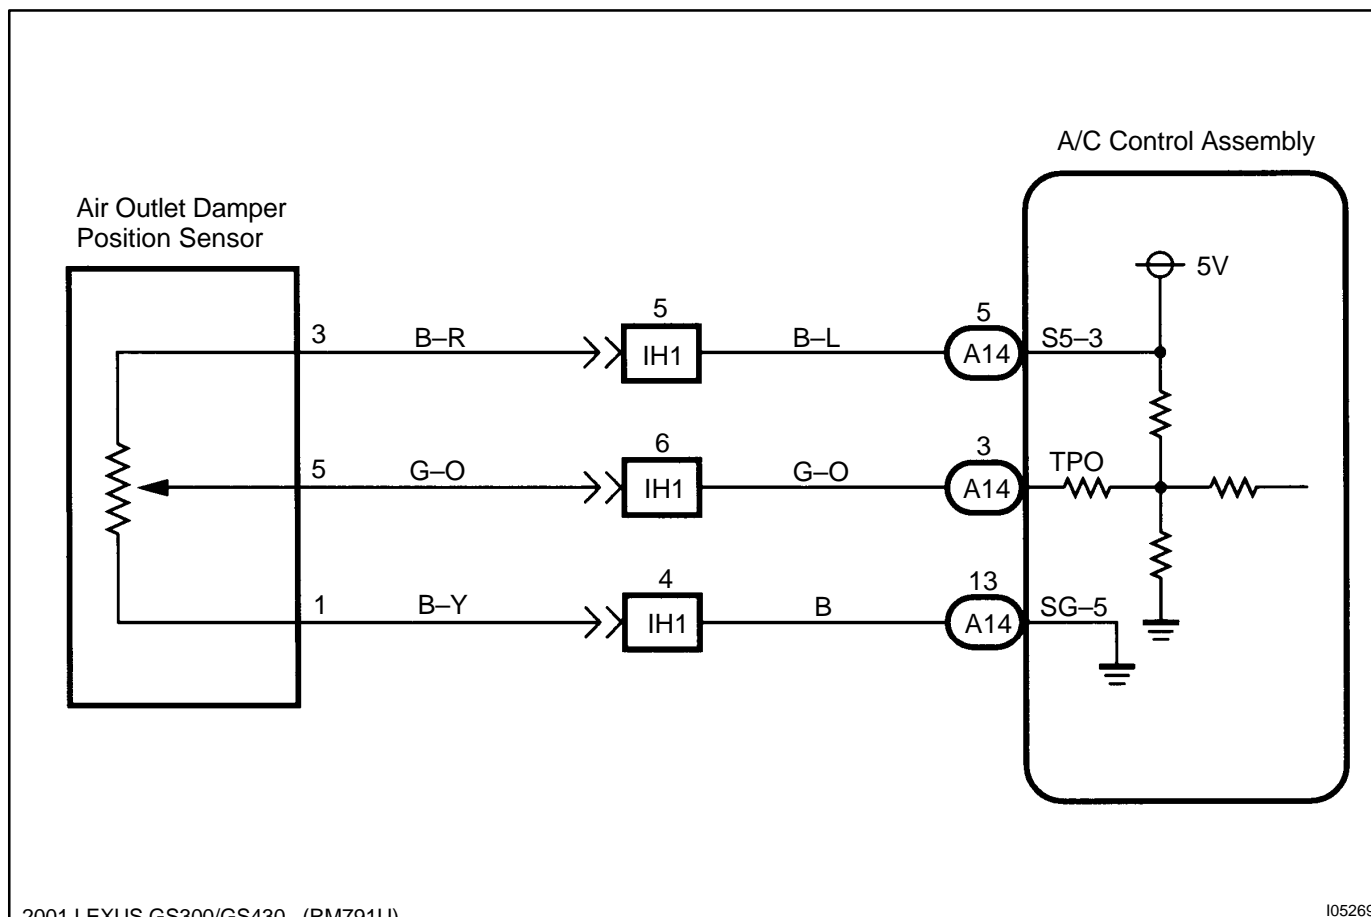 A/C Control Assembly
Air Outlet Damper
Position Sensor
5V
3 B–R 5 IH1 B–L 5 A14 S5–3
5 G–O 6 IH1 G–O 3 A14 TPO
1 B–Y 4 IH1 B 13 A14 SG–5
2001 LEXUS GS300/GS430 (RM791U)
I05269